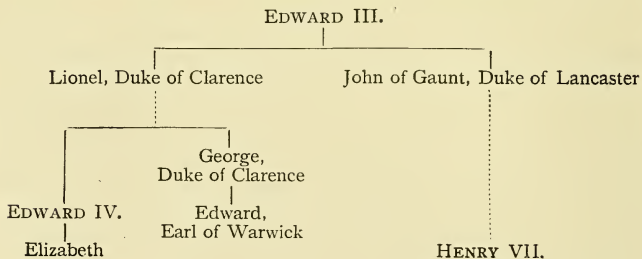 EDWARD III.
Lionel, Duke of Clarence
John of Gaunt, Duke of Lancaster
George,
Duke of Clarence
EDWARD IV.
Edward,
Earl of Warwick
Elizabeth
HENRY VII.